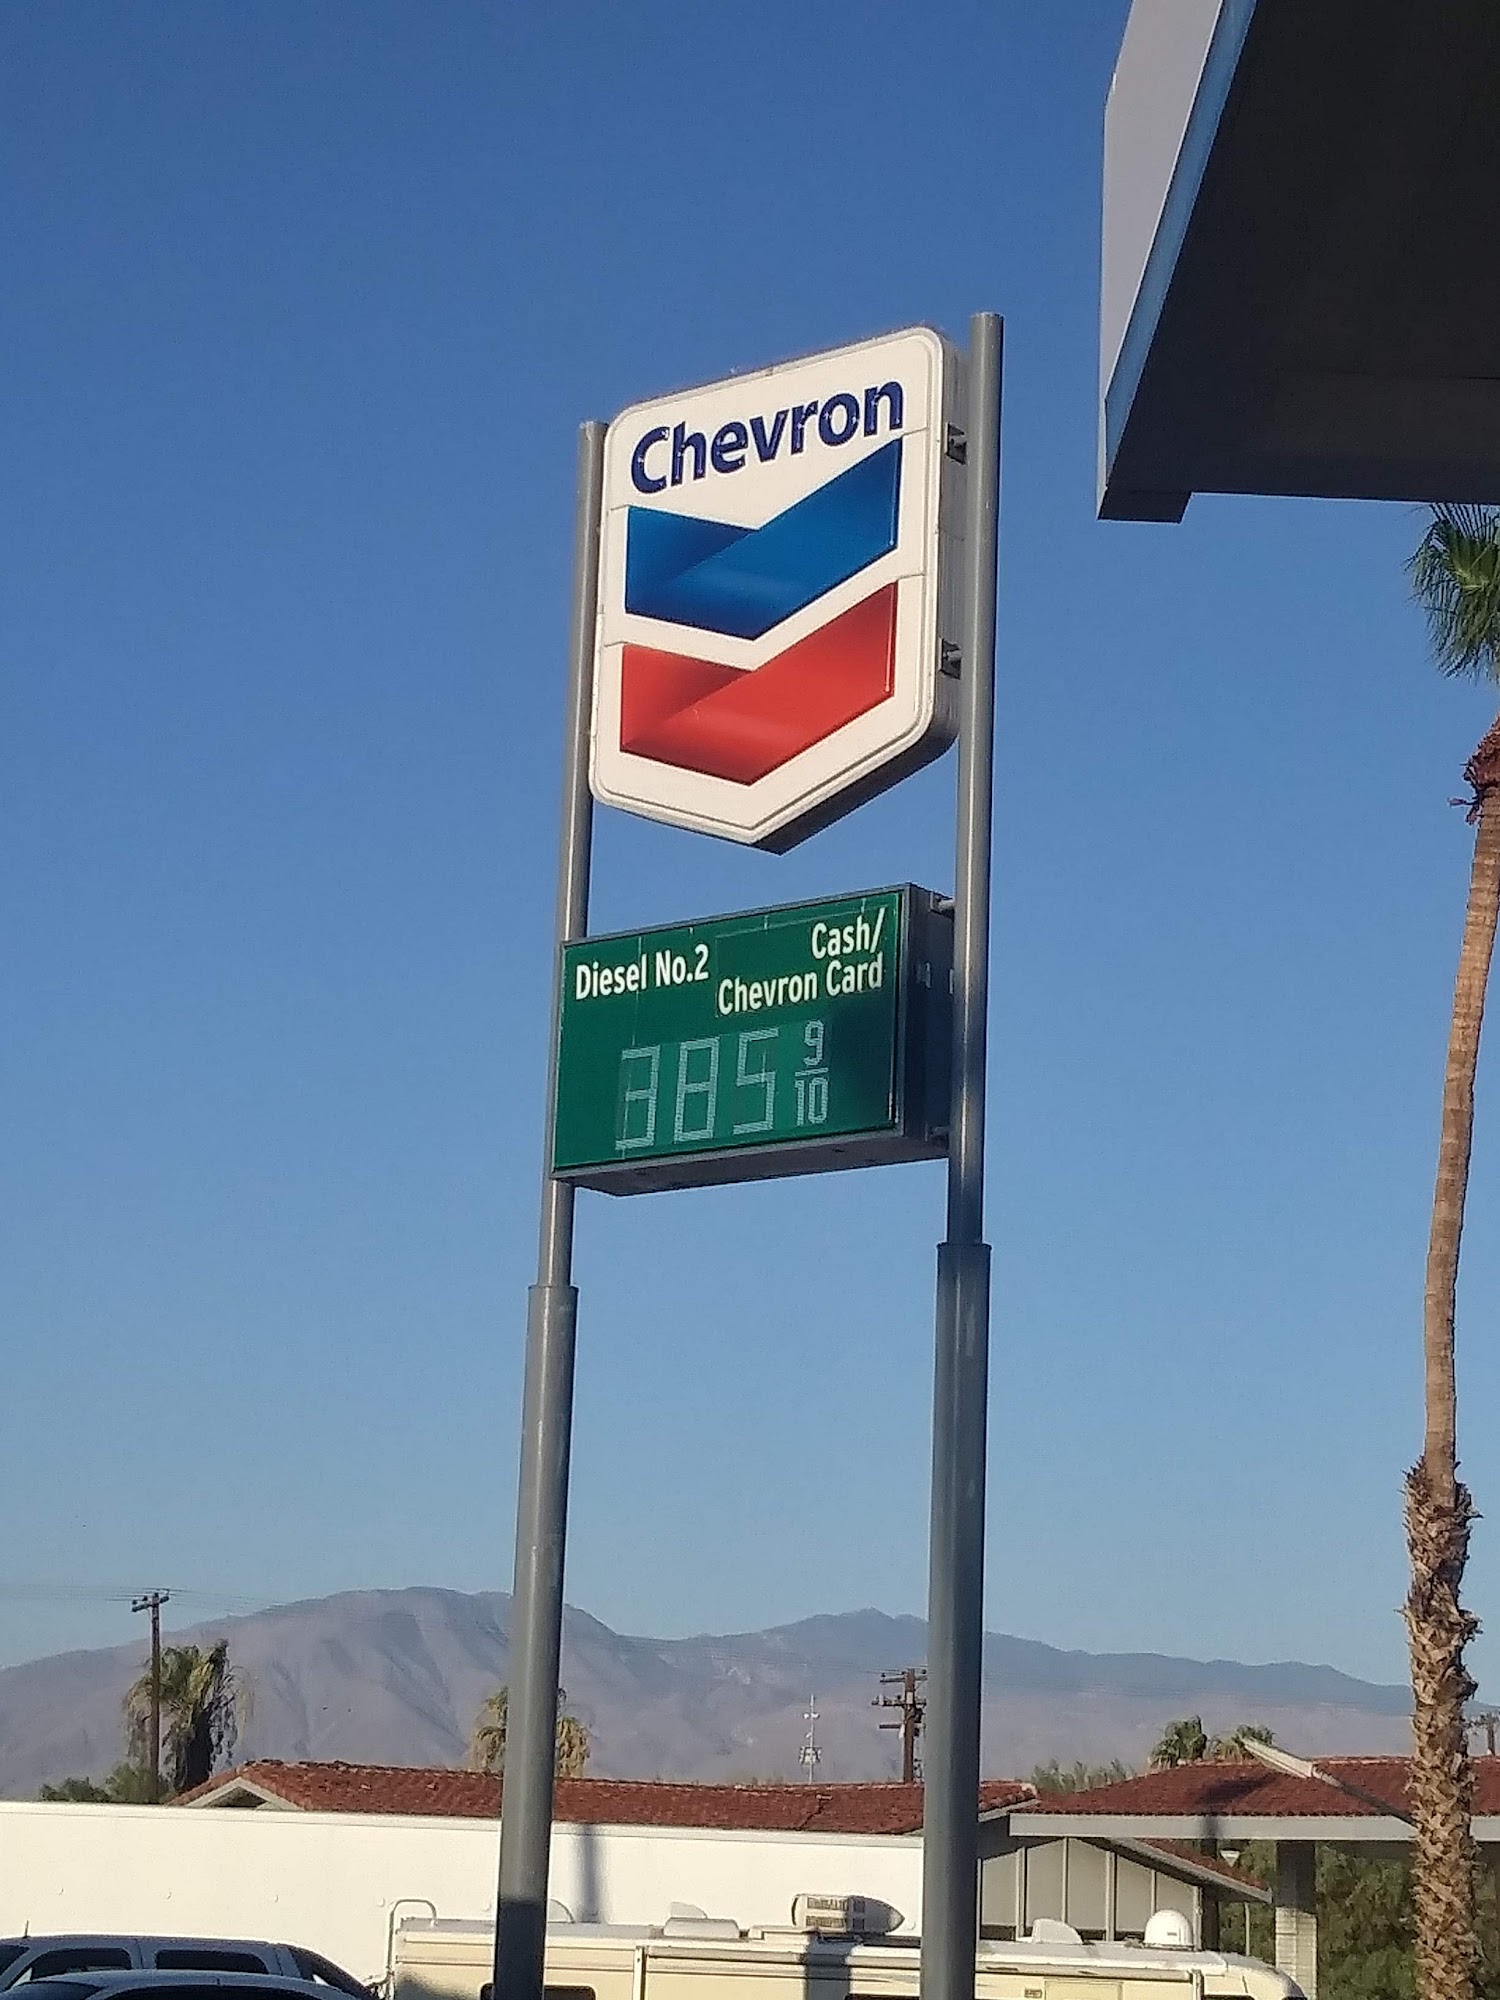 Chevron
Diesel No.2
Cash/
Chevron Card
385 9/10